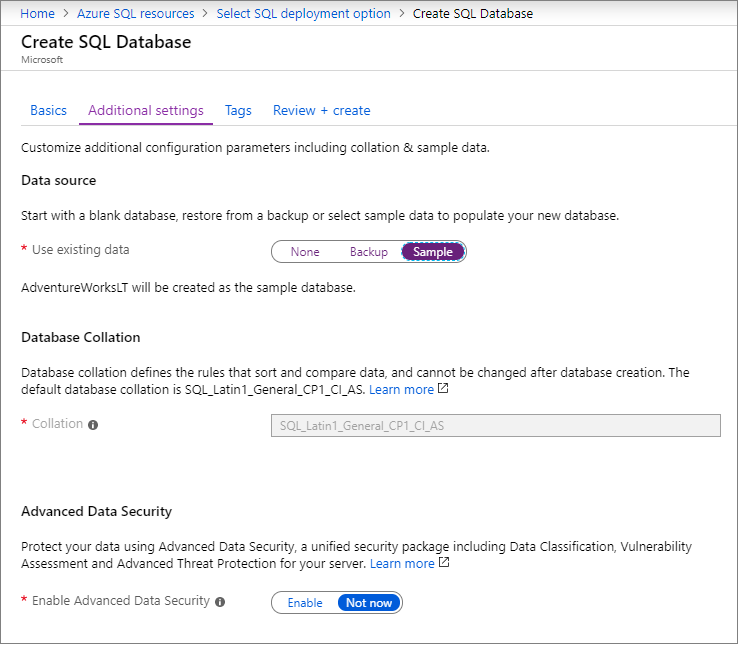 Home > Azure SQL resources > Select SQL deployment option > Create SQL Database
Create SQL Database
Microsoft
Basics Additional settings Tags Review + create
Customize additional configuration parameters including collation & sample data.
Data source
Start with a blank database, restore from a backup or select sample data to populate your new database.
* Use existing data None Backup Sample
AdventureWorksLT will be created as the sample database.
Database Collation
Database collation defines the rules that sort and compare data, and cannot be changed after database creation. The
default database collation is SQL_Latin1_General_CP1_CI_AS. Learn more
* Collation SQL_Latin1_General_CP1_CI_AS
Advanced Data Security
Protect your data using Advanced Data Security, a unified security package including Data Classification, Vulnerability
Assessment and Advanced Threat Protection for your server. Learn more
* Enable Advanced Data Security Enable Not now